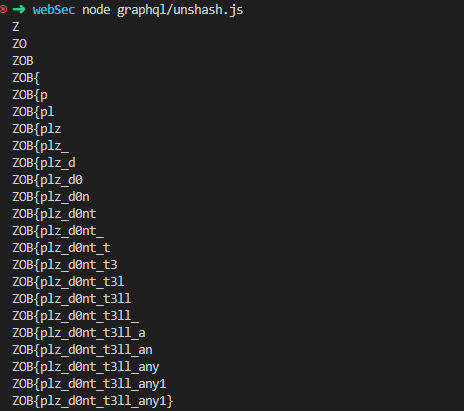 ➜ webSec node graphql/unshash.js
Z
ZO
ZOB
ZOB{
ZOB{p
ZOB{pl
ZOB{plz
ZOB{plz_
ZOB{plz_d
ZOB{plz_d0
ZOB{plz_d0n
ZOB{plz_d0nt
ZOB{plz_d0nt_
ZOB{plz_d0nt_t
ZOB{plz_d0nt_t3
ZOB{plz_d0nt_t3l
ZOB{plz_d0nt_t3ll
ZOB{plz_d0nt_t3ll_
ZOB{plz_d0nt_t3ll_a
ZOB{plz_d0nt_t3ll_an
ZOB{plz_d0nt_t3ll_any
ZOB{plz_d0nt_t3ll_any1
ZOB{plz_d0nt_t3ll_any1}